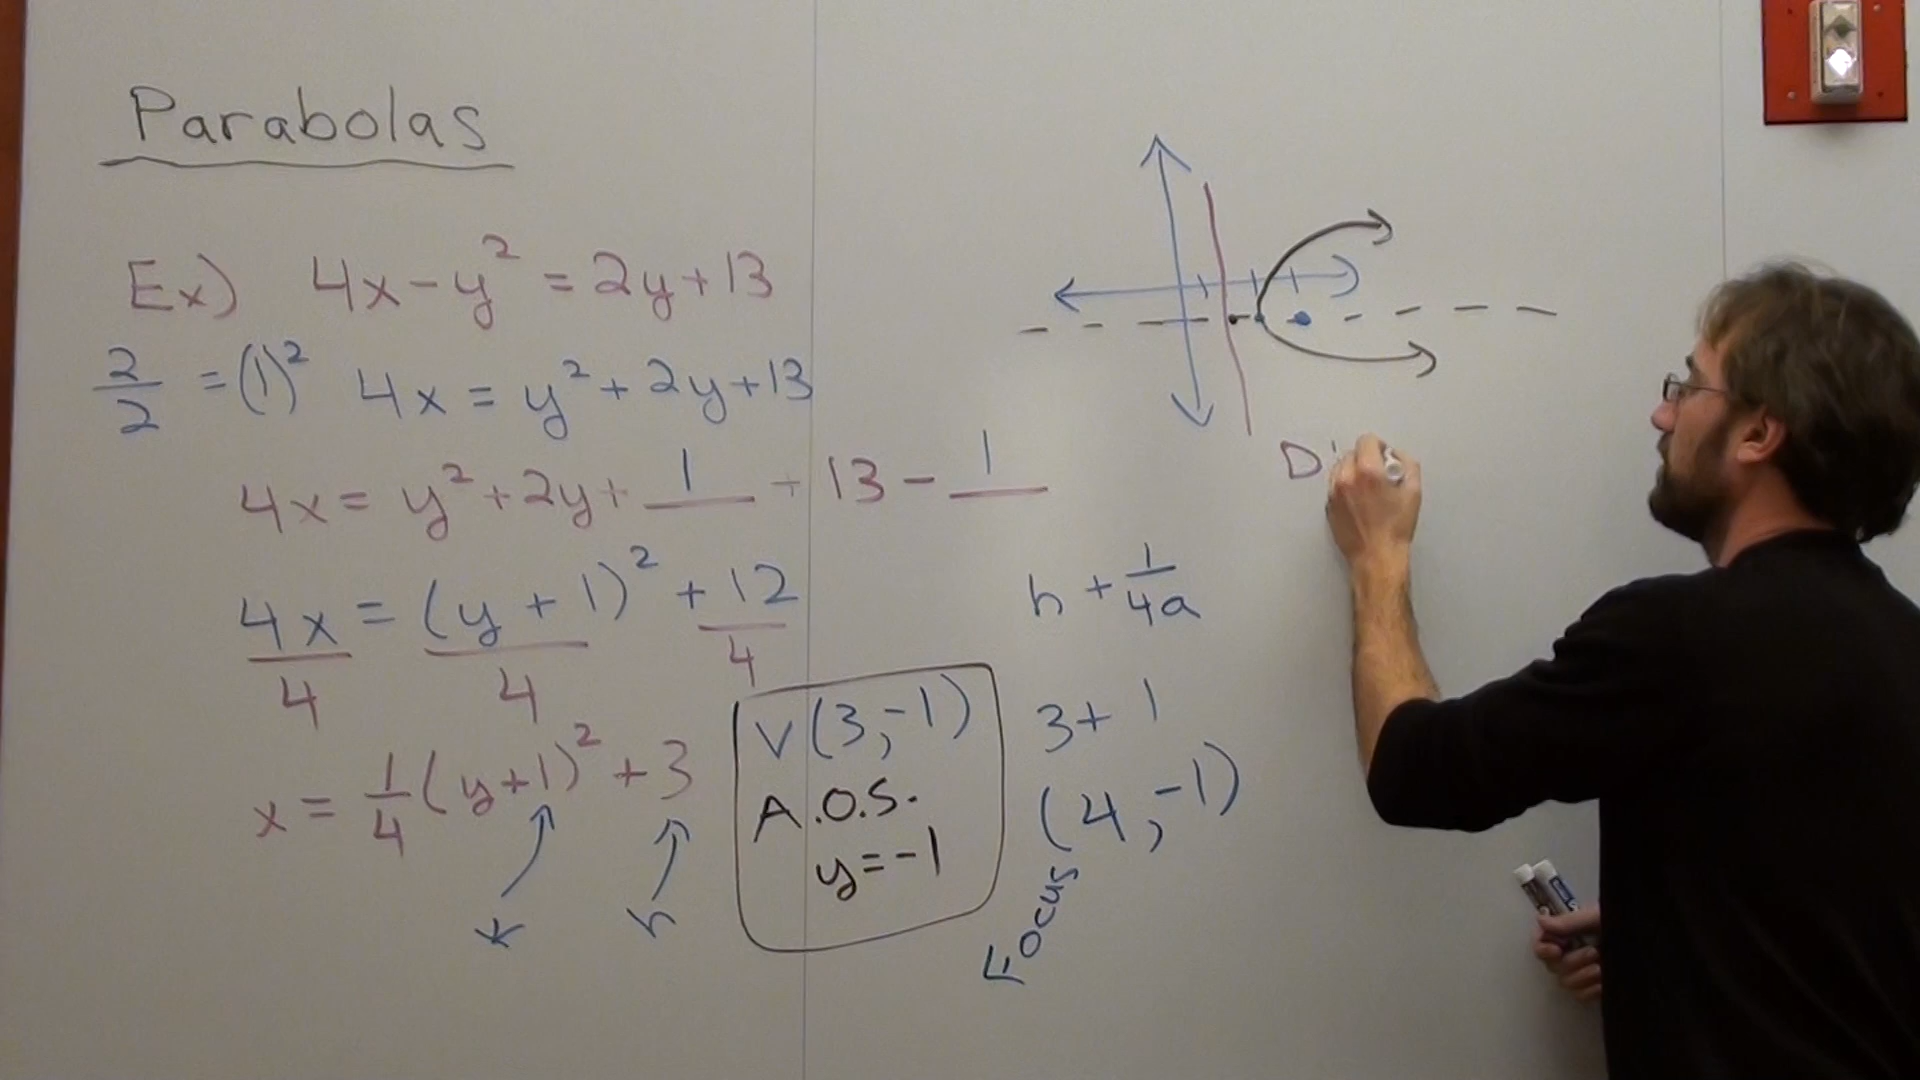 Parabolas
Ex) 4x - y² = 2y + 13
2/2 = (1)² 4x = y² + 2y + 13
4x = y² + 2y + 1 + 13 - 1
4x/4 = (y + 1)²/4 + 12/4
x = 1/4 (y+1)² + 3
k h
V(3, -1)
A.O.S.
y = -1
h + 1/4a
3 + 1
(4, -1)
Focus
Di